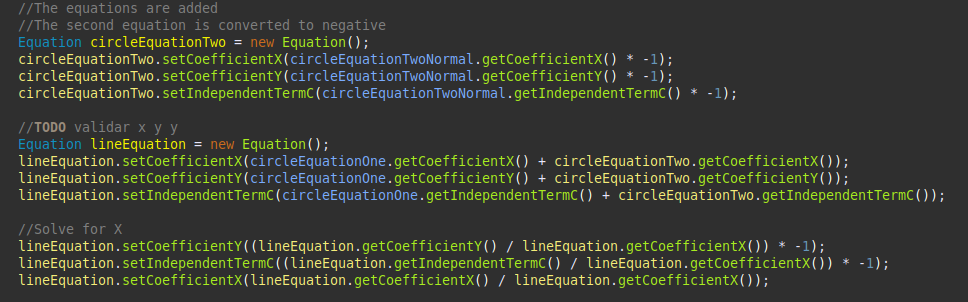 //The equations are added
//The second equation is converted to negative
Equation circleEquationTwo = new Equation();
circleEquationTwo.setCoefficientX(circleEquationTwoNormal.getCoefficientX() * -1);
circleEquationTwo.setCoefficientY(circleEquationTwoNormal.getCoefficientY() * -1);
circleEquationTwo.setIndependentTermC(circleEquationTwoNormal.getIndependentTermC() * -1);
//TODO validar x y y
Equation lineEquation = new Equation();
lineEquation.setCoefficientX(circleEquationOne.getCoefficientX() + circleEquationTwo.getCoefficientX());
lineEquation.setCoefficientY(circleEquationOne.getCoefficientY() + circleEquationTwo.getCoefficientY());
lineEquation.setIndependentTermC(circleEquationOne.getIndependentTermC() + circleEquationTwo.getIndependentTermC());
//Solve for X
lineEquation.setCoefficientY((lineEquation.getCoefficientY() / lineEquation.getCoefficientX()) * -1);
lineEquation.setIndependentTermC((lineEquation.getIndependentTermC() / lineEquation.getCoefficientX()) * -1);
lineEquation.setCoefficientX(lineEquation.getCoefficientX() / lineEquation.getCoefficientX());